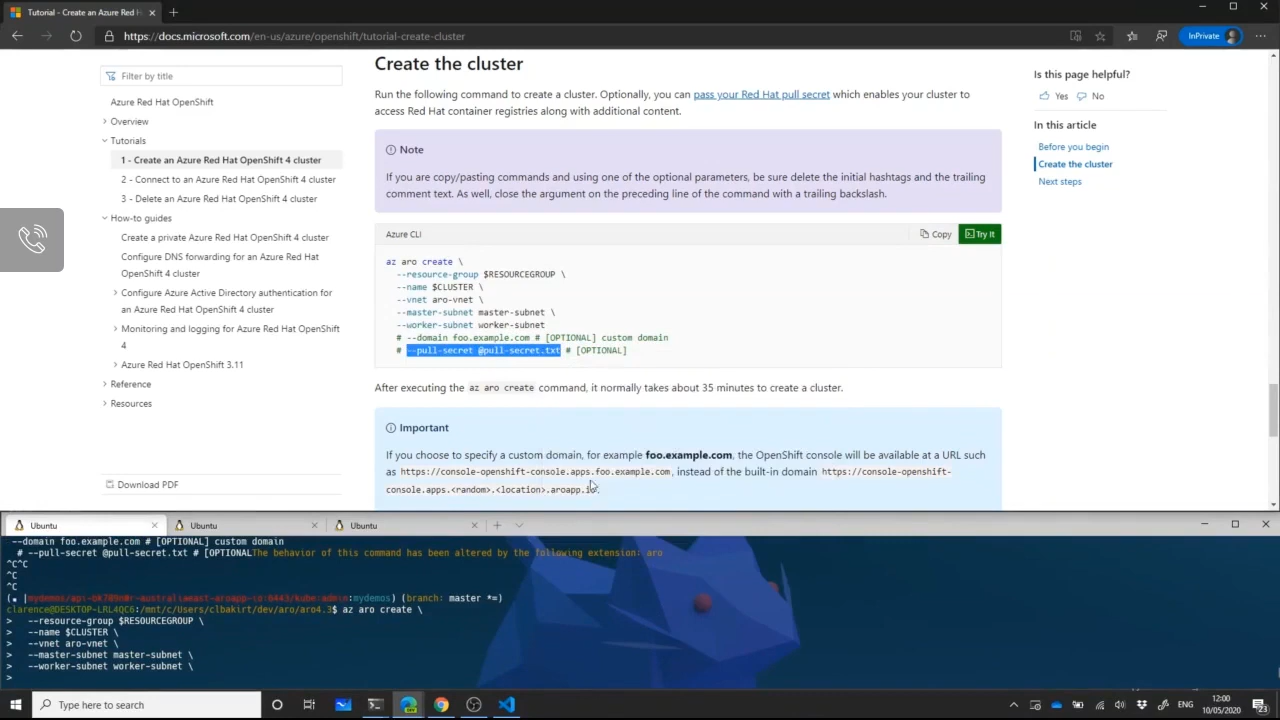 Tutorial - Create an Azure Red H
https://docs.microsoft.com/en-us/azure/openshift/tutorial-create-cluster
InPrivate
Filter by title
Azure Red Hat OpenShift
Overview
Tutorials
1 - Create an Azure Red Hat OpenShift 4 cluster
2 - Connect to an Azure Red Hat OpenShift 4 cluster
3 - Delete an Azure Red Hat OpenShift 4 cluster
How-to guides
Create a private Azure Red Hat OpenShift 4 cluster
Configure DNS forwarding for an Azure Red Hat
OpenShift 4 cluster
Configure Azure Active Directory authentication for
an Azure Red Hat OpenShift 4 cluster
Monitoring and logging for Azure Red Hat OpenShift
4
Azure Red Hat OpenShift 3.11
Reference
Resources
Download PDF
Create the cluster
Run the following command to create a cluster. Optionally, you can pass your Red Hat pull secret which enables your cluster to
access Red Hat container registries along with additional content.
Note
If you are copy/pasting commands and using one of the optional parameters, be sure delete the initial hashtags and the trailing
comment text. As well, close the argument on the preceding line of the command with a trailing backslash.
Azure CLI
Copy
Try It
az aro create \
--resource-group $RESOURCEGROUP \
--name $CLUSTER \
--vnet aro-vnet \
--master-subnet master-subnet \
--worker-subnet worker-subnet
# --domain foo.example.com # [OPTIONAL] custom domain
# --pull-secret @pull-secret.txt # [OPTIONAL]
After executing the az aro create command, it normally takes about 35 minutes to create a cluster.
Important
If you choose to specify a custom domain, for example foo.example.com, the OpenShift console will be available at a URL such
as https://console-openshift-console.apps.foo.example.com, instead of the built-in domain https://console-openshift-
console.apps.<random>.<location>.aroapp.io.
Is this page helpful?
Yes No
In this article
Before you begin
Create the cluster
Next steps
Ubuntu
Ubuntu
Ubuntu
--domain foo.example.com # [OPTIONAL] custom domain
# --pull-secret @pull-secret.txt # [OPTIONALThe behavior of this command has been altered by the following extension: aro
^C^C
^C
^C
:mydemos) (branch: master *=)
clarence@DESKTOP-LRL4QC6:/mnt/c/Users/clbakirt/dev/aro/aro4.3$ az aro create \
> --resource-group $RESOURCEGROUP \
> --name $CLUSTER \
> --vnet aro-vnet \
> --master-subnet master-subnet \
> --worker-subnet worker-subnet \
>
Type here to search
ENG
12:00
10/05/2020
23